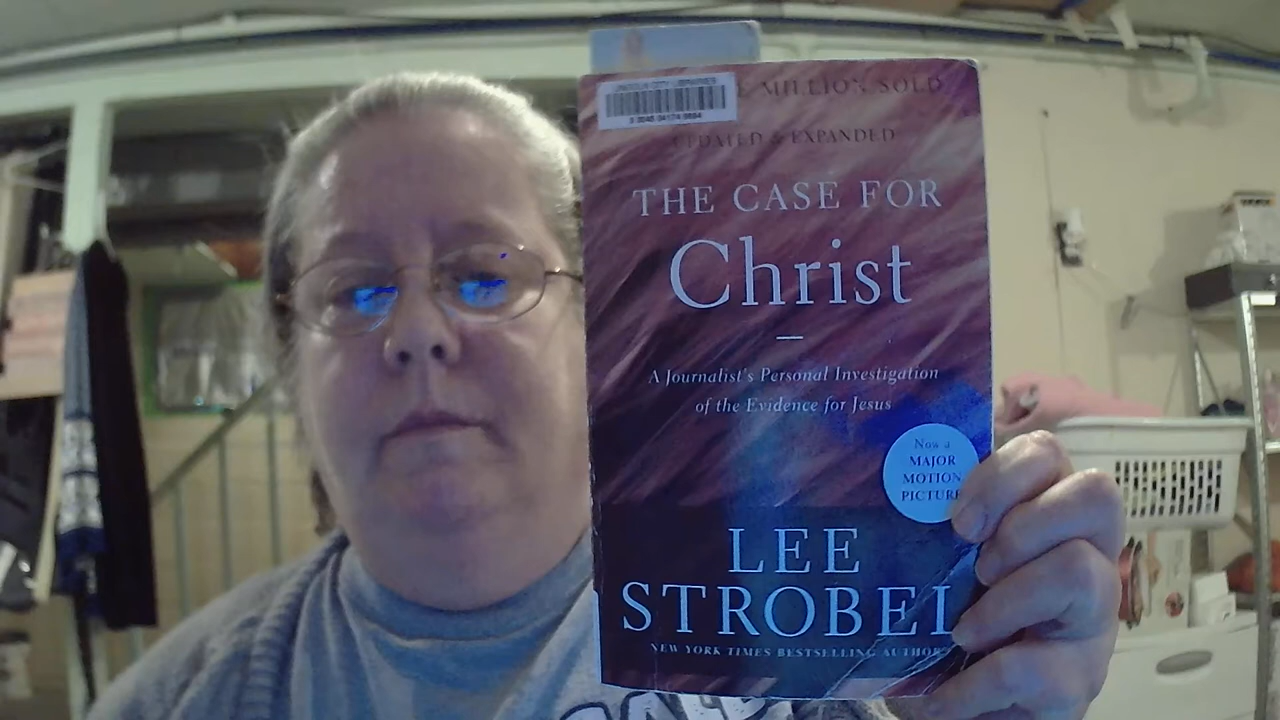 MILLION SOLD
UPDATED & EXPANDED
THE CASE FOR
Christ
A Journalist's Personal Investigation
of the Evidence for Jesus
Now a
MAJOR
MOTION
PICTURE
LEE
STROBEL
NEW YORK TIMES BESTSELLING AUTHOR